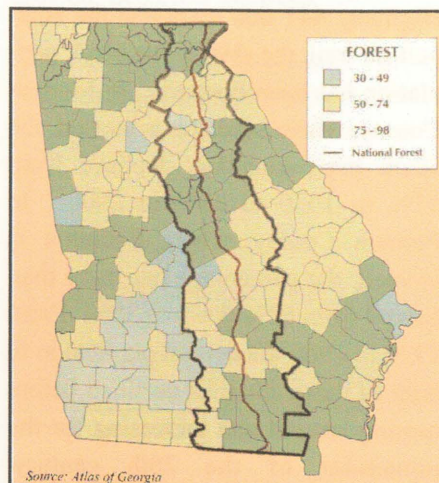 FOREST
30 - 49
50 - 74
75 - 98
National Forest
Source: Atlas of Georgia